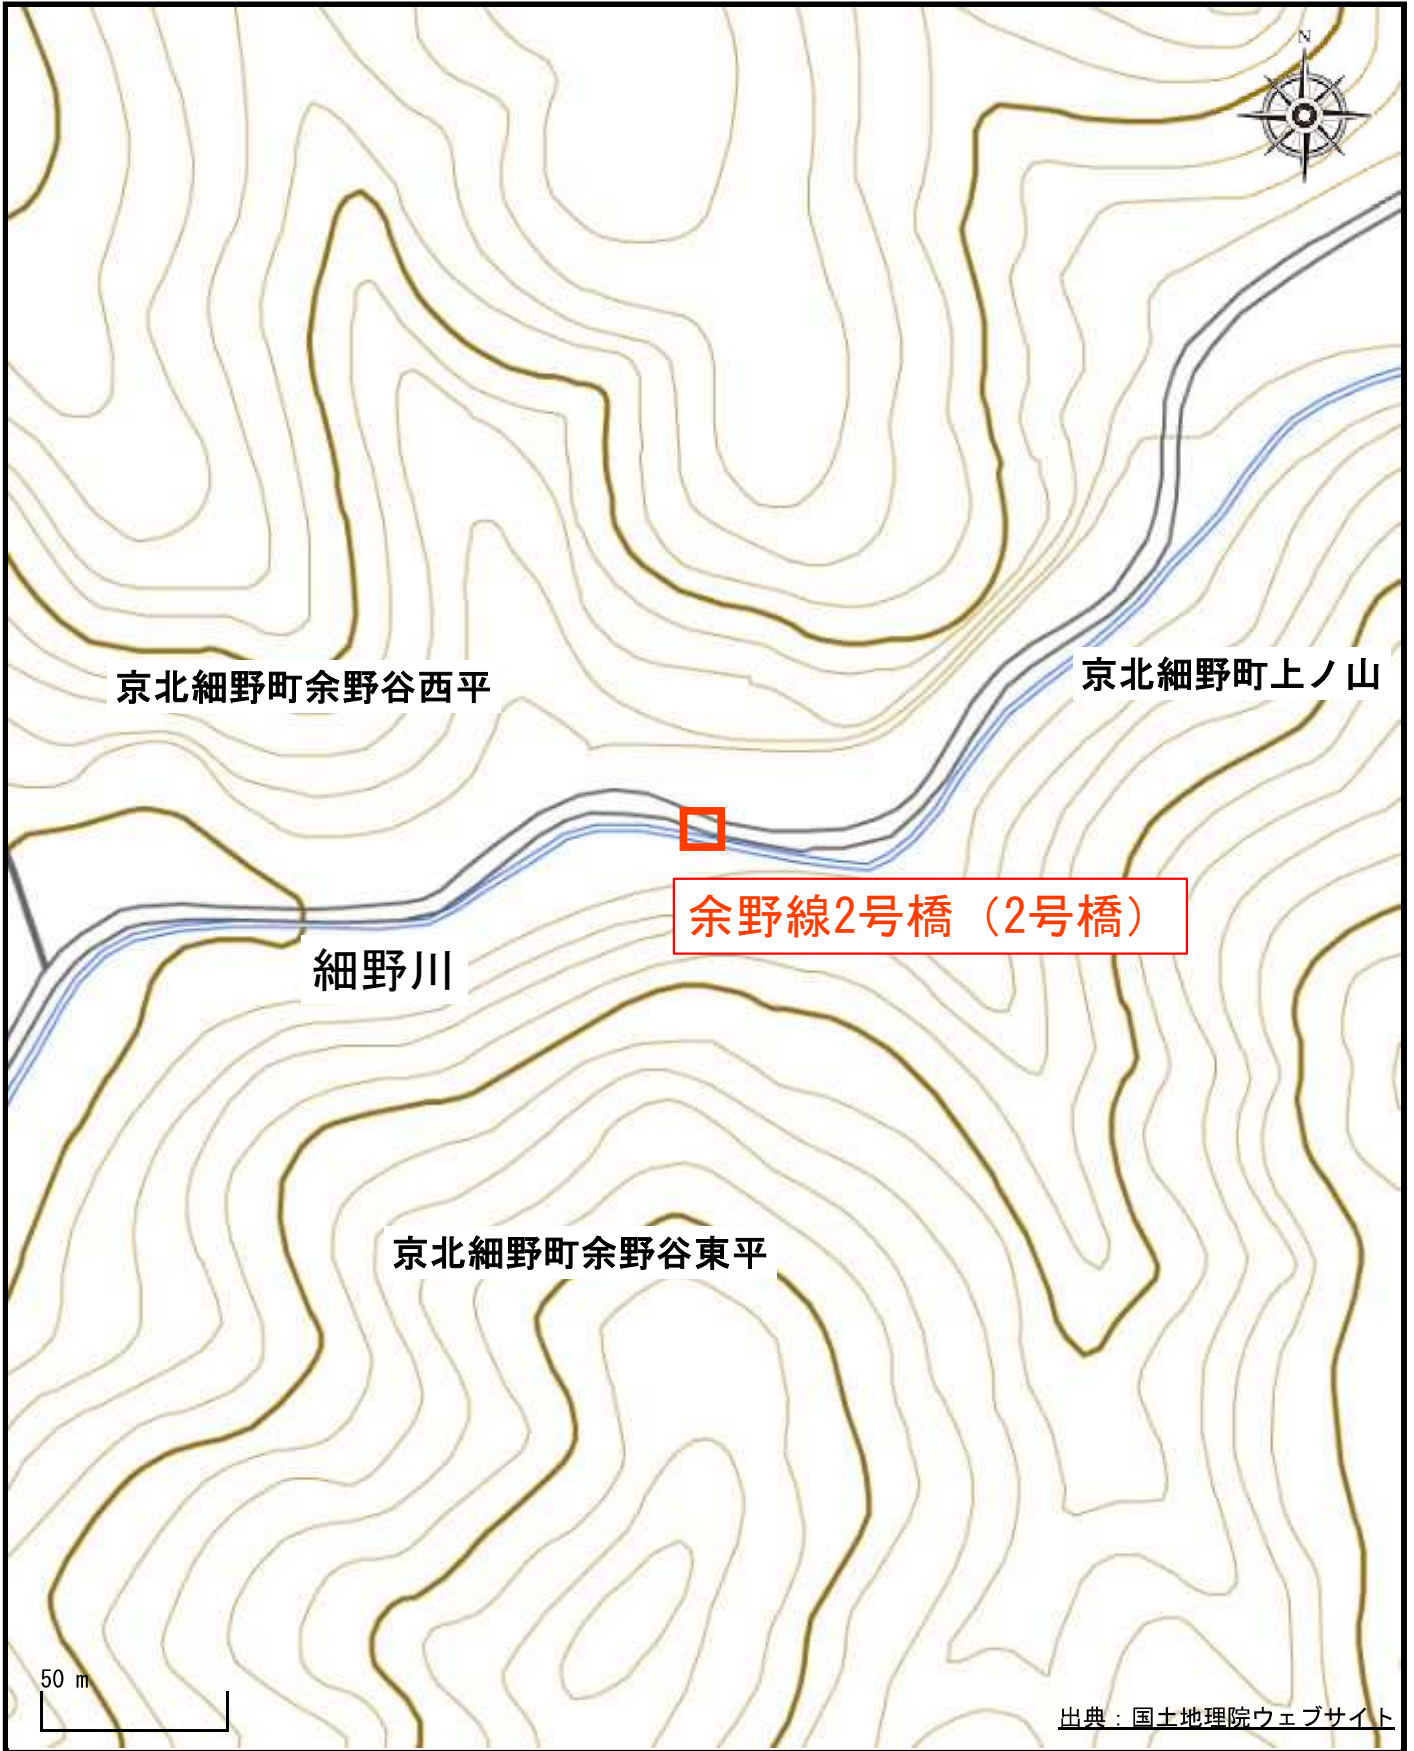 N
京北細野町余野谷西平
京北細野町上ノ山
余野線2号橋（2号橋）
細野川
京北細野町余野谷東平
50 m
出典：国土地理院ウェブサイト